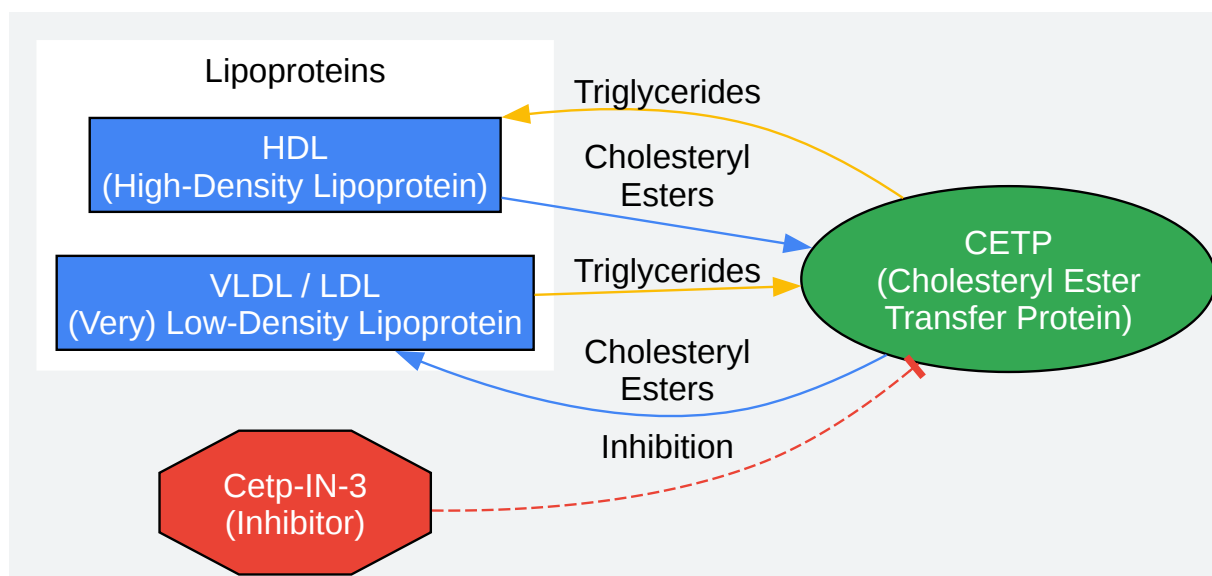 Lipoproteins
Triglycerides
HDL
(High-Density Lipoprotein)
Cholesteryl
Esters
VLDL / LDL
(Very) Low-Density Lipoprotein
Triglycerides
CETP
(Cholesteryl Ester
Transfer Protein)
Cholesteryl
Esters
Inhibition
Cetp-IN-3
(Inhibitor)